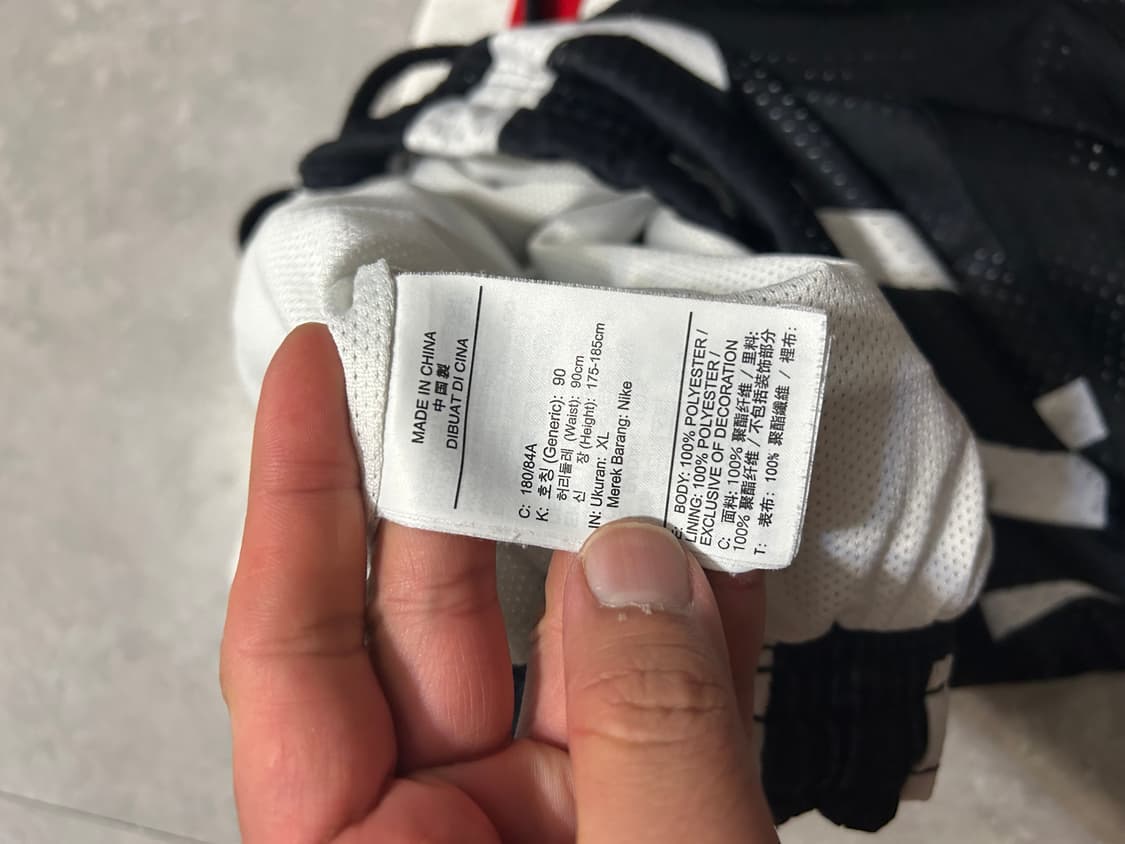 MADE IN CHINA
中国製
DIBUAT DI CINA
C: 180/84A
K: 호칭 (Generic): 90
허리둘레 (Waist): 90cm
신 장 (Height): 175-185cm
IN: Ukuran: XL
Merek Barang: Nike
E: BODY: 100% POLYESTER /
LINING: 100% POLYESTER /
EXCLUSIVE OF DECORATION
C: 面料: 100% 聚酯纤维 / 里料:
100% 聚酯纤维 / 不包括装饰部分
T: 表布: 100% 聚酯纖維 / 裡布: